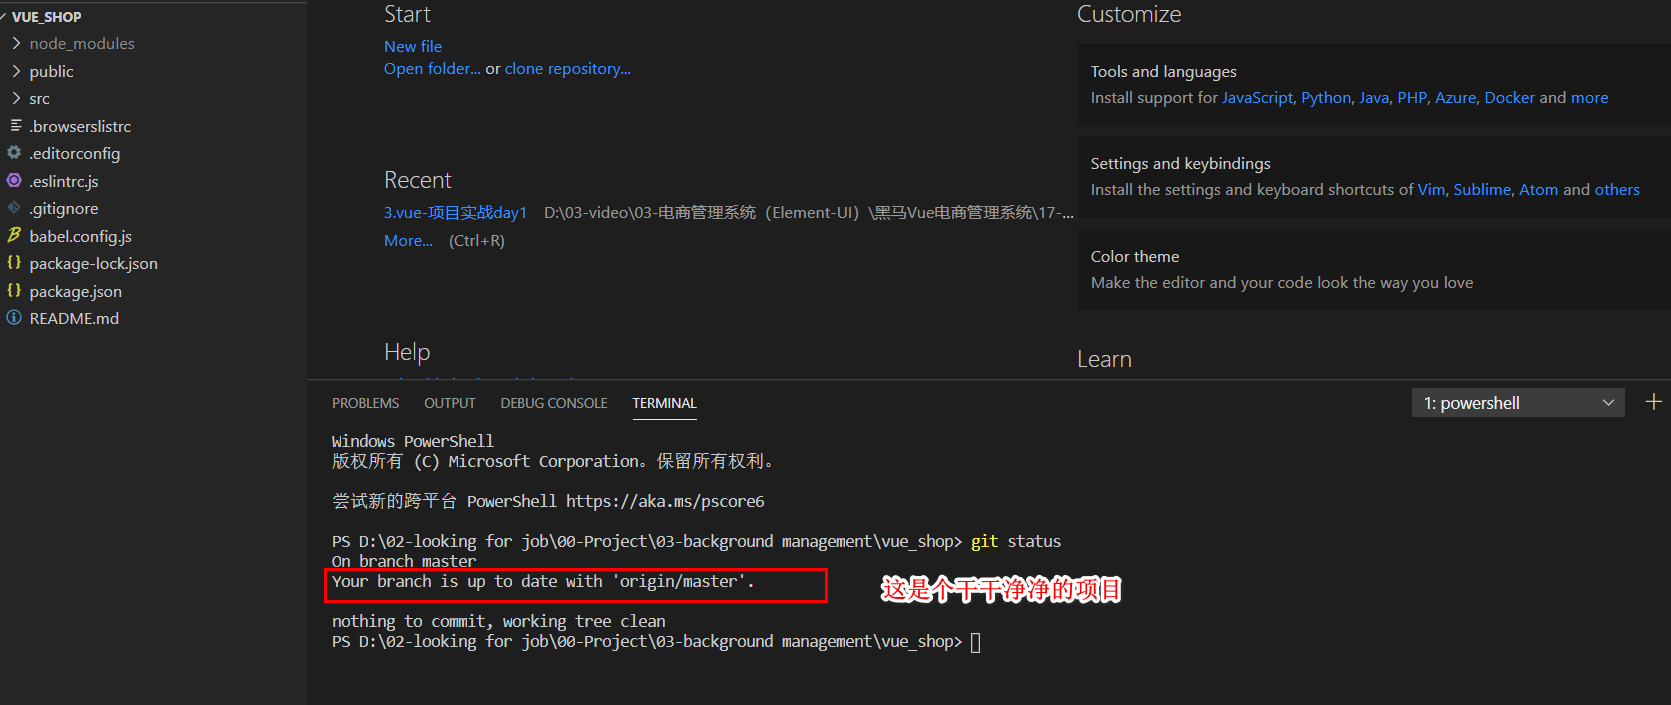 VUE_SHOP
node_modules
public
src
.browserslistrc
.editorconfig
.eslintrc.js
.gitignore
babel.config.js
package-lock.json
package.json
README.md
Start
New file
Open folder... or clone repository...
Recent
3.vue-项目实战day1 D:\03-video\03-电商管理系统（Element-UI）\黑马Vue电商管理系统\17-...
More... (Ctrl+R)
Help
Customize
Tools and languages
Install support for JavaScript, Python, Java, PHP, Azure, Docker and more
Settings and keybindings
Install the settings and keyboard shortcuts of Vim, Sublime, Atom and others
Color theme
Make the editor and your code look the way you love
Learn
PROBLEMS OUTPUT DEBUG CONSOLE TERMINAL
1: powershell
Windows PowerShell
版权所有 (C) Microsoft Corporation。保留所有权利。
尝试新的跨平台 PowerShell https://aka.ms/pscore6
PS D:\02-looking for job\00-Project\03-background management\vue_shop> git status
On branch master
Your branch is up to date with 'origin/master'.
这是个干干净净的项目
nothing to commit, working tree clean
PS D:\02-looking for job\00-Project\03-background management\vue_shop>